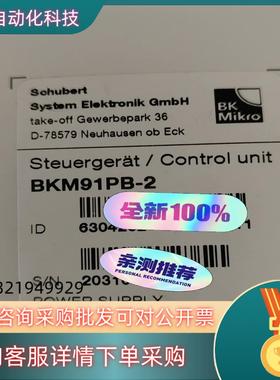 自动化科技
Schubert
System Elektronik GmbH
take-off Gewerbepark 36
D-78579 Neuhausen ob Eck
BK
Mikro
Steuergerät / Control unit
BKM91PB-2
全新100%
ID 6304
S/N 2031
亲测推荐
PERSONAL RECOMMENDATION
821949929
POWER SUPPLY
咨询采购批发可对公开票
客服详情下单采购